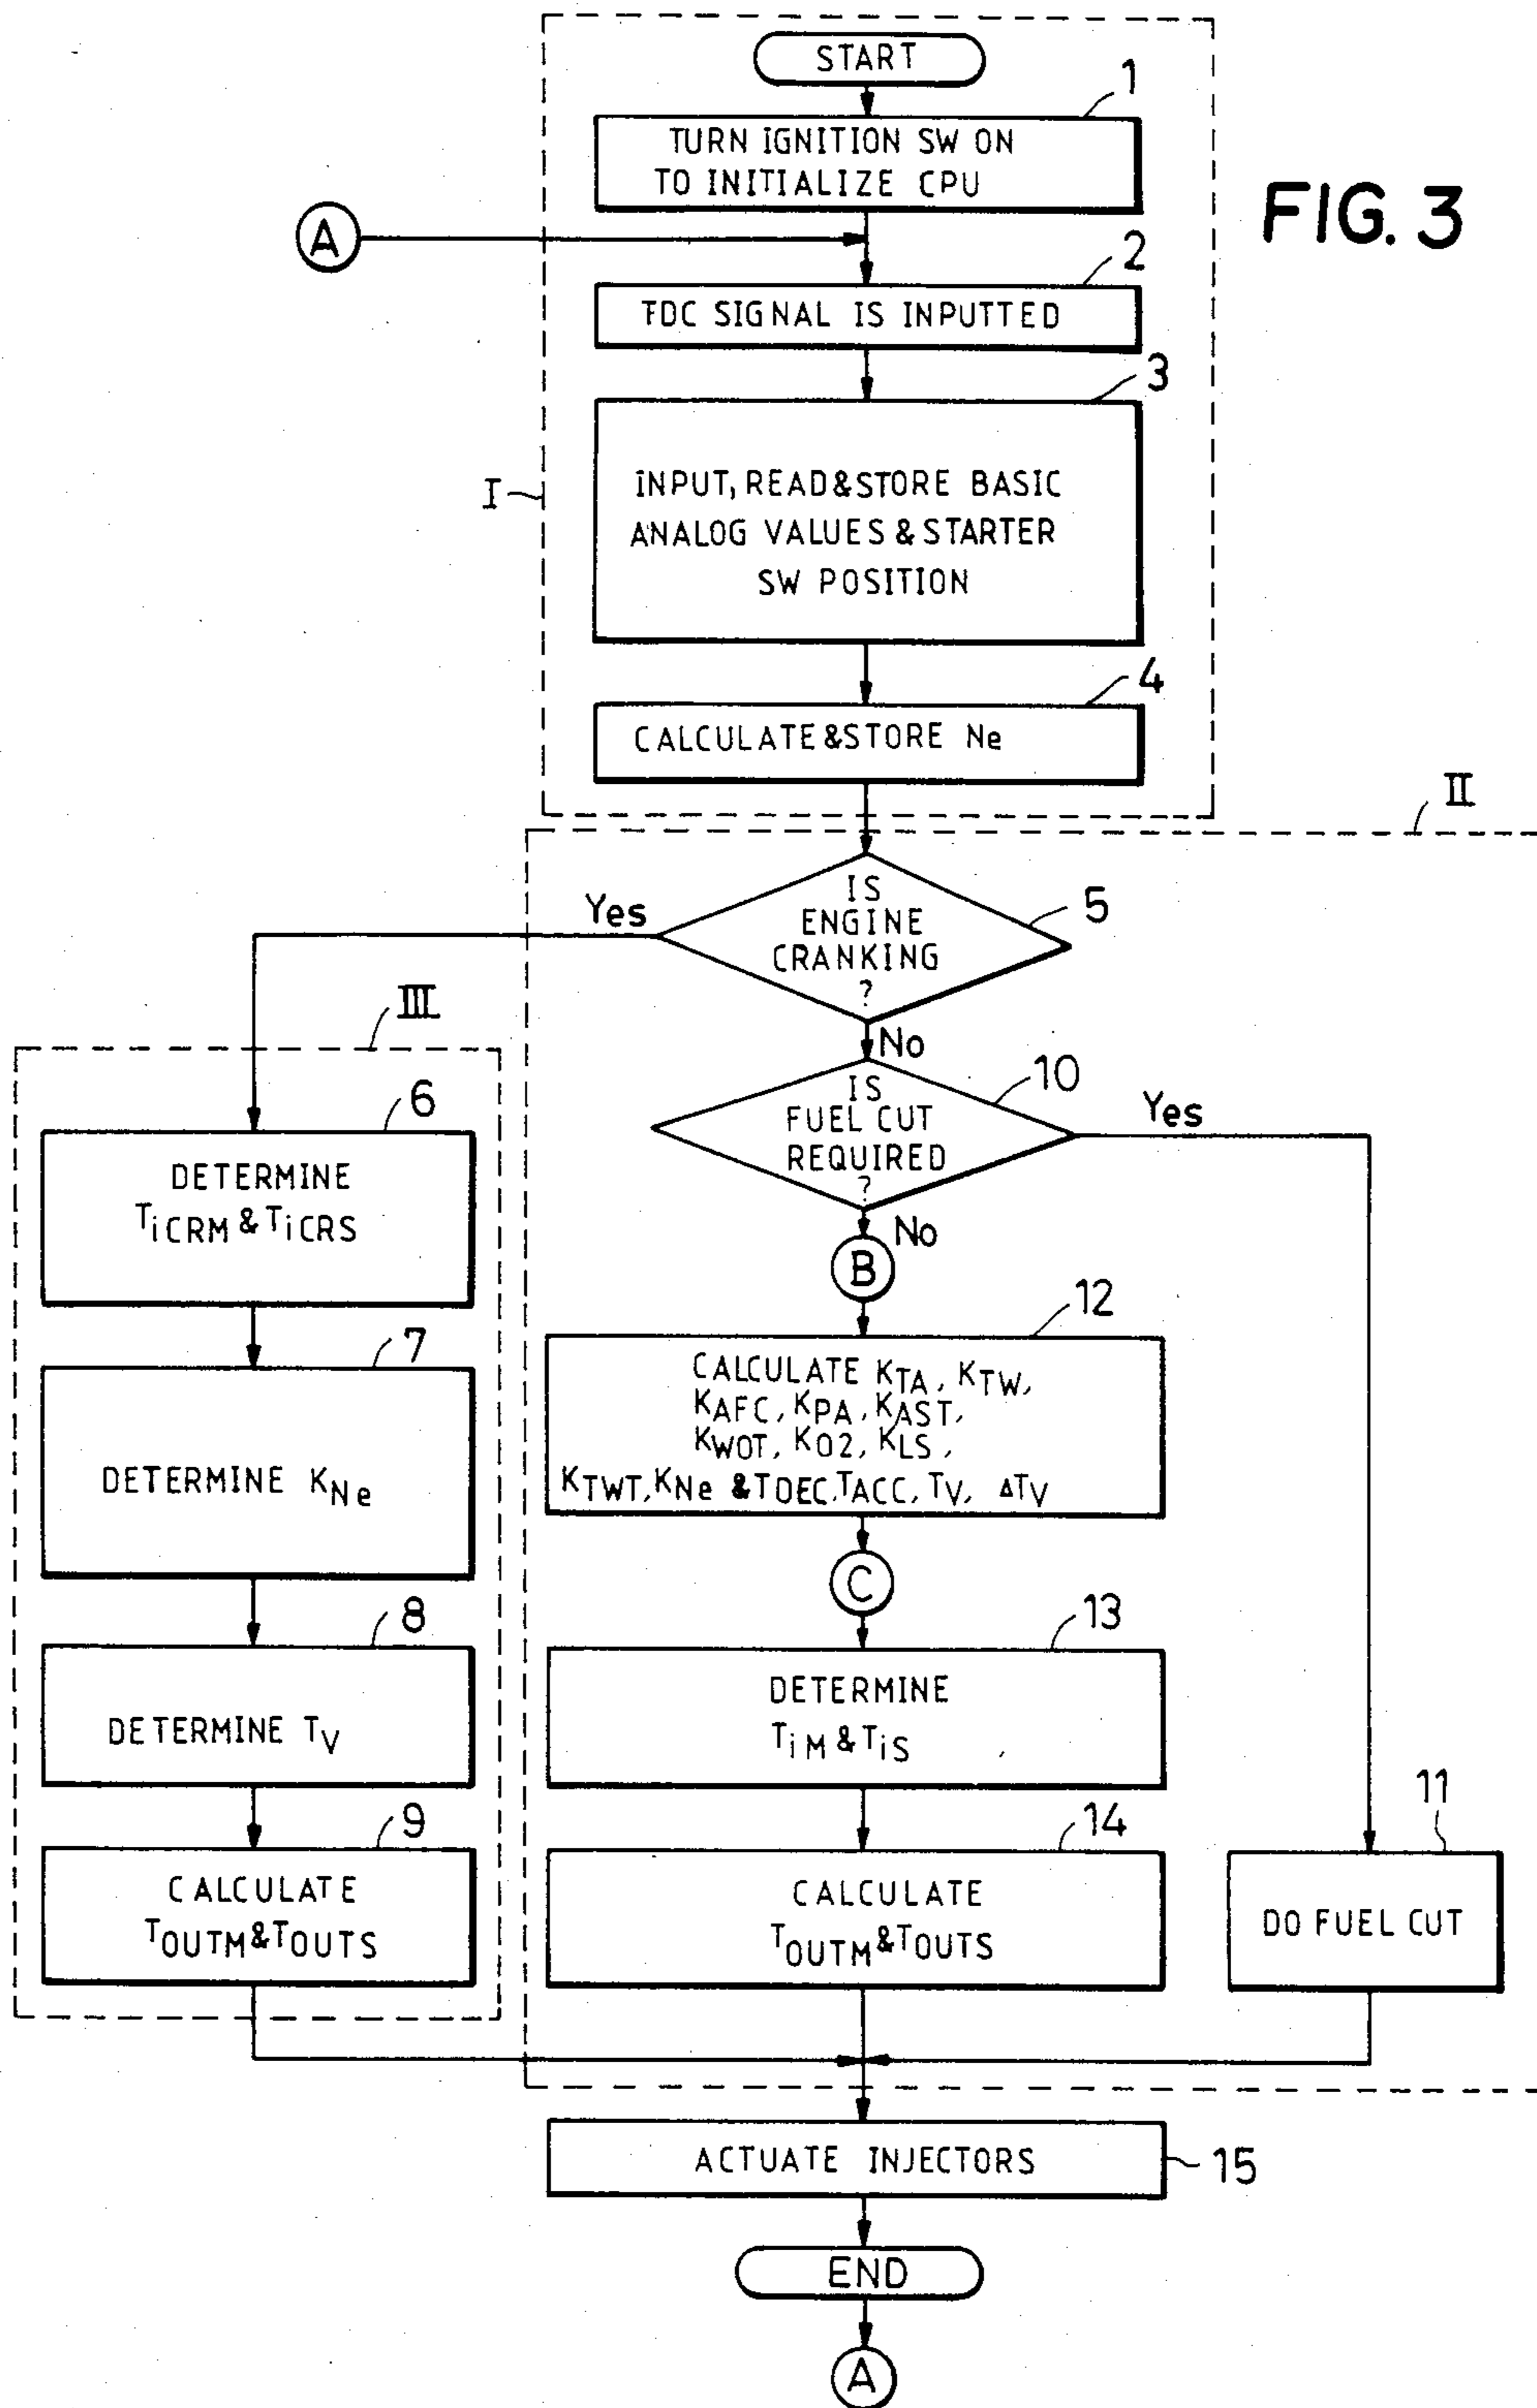 START
1
TURN IGNITION SW ON
TO INITIALIZE CPU
FIG. 3
A
2
TDC SIGNAL IS INPUTTED
3
I
INPUT, READ & STORE BASIC
ANALOG VALUES & STARTER
SW POSITION
4
CALCULATE & STORE Ne
II
5
IS
ENGINE
CRANKING
?
Yes
No
III
10
IS
FUEL CUT
REQUIRED
?
Yes
No
6
DETERMINE
TiCRM & TiCRS
B
7
DETERMINE KNe
12
CALCULATE KTA, KTW,
KAFC, KPA, KAST,
KWOT, KO2, KLS,
KTWT, KNe & TDEC, TACC, TV, ΔTV
C
8
DETERMINE TV
13
DETERMINE
TiM & TiS
9
CALCULATE
TOUTM & TOUTS
14
CALCULATE
TOUTM & TOUTS
11
DO FUEL CUT
ACTUATE INJECTORS
15
END
A